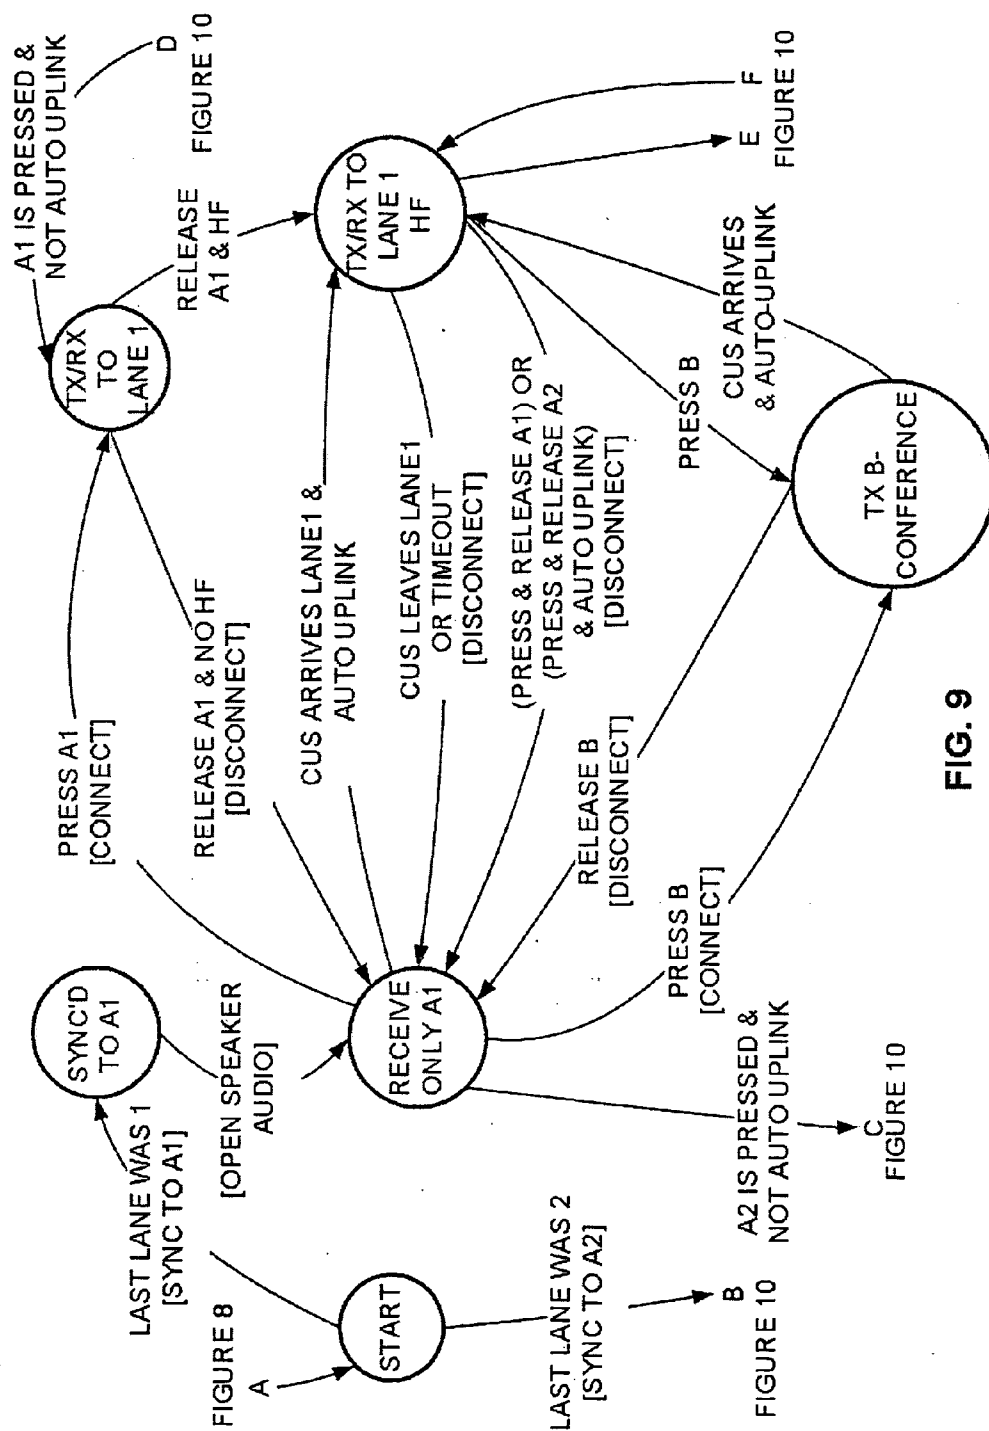 FIGURE 8
A
START
LAST LANE WAS 1
[SYNC TO A1]
LAST LANE WAS 2
[SYNC TO A2]
B
FIGURE 10
SYNC'D
TO A1
[OPEN SPEAKER
AUDIO]
RECEIVE
ONLY A1
A2 IS PRESSED &
NOT AUTO UPLINK
C
FIGURE 10
PRESS A1
[CONNECT]
RELEASE A1 & NO HF
[DISCONNECT]
CUS ARRIVES LANE1 &
AUTO UPLINK
CUS LEAVES LANE1
OR TIMEOUT
[DISCONNECT]
(PRESS & RELEASE A1) OR
(PRESS & RELEASE A2
& AUTO UPLINK)
[DISCONNECT]
RELEASE B
[DISCONNECT]
PRESS B
[CONNECT]
TX/RX
TO
LANE 1
A1 IS PRESSED &
NOT AUTO UPLINK
D
FIGURE 10
RELEASE
A1 & HF
TX/RX TO
LANE 1
HF
E F
FIGURE 10
PRESS B
CUS ARRIVES
& AUTO-UPLINK
TX B-
CONFERENCE
FIG. 9